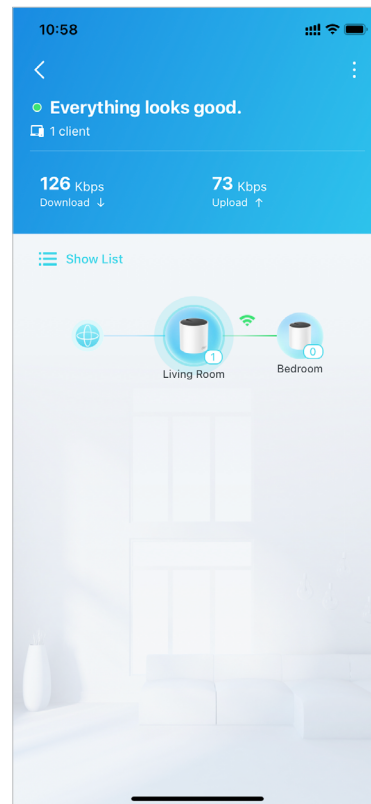 10:58
Everything looks good.
1 client
126 Kbps
73 Kbps
Download ↓
Upload ↑
Show List
1
0
Living Room
Bedroom